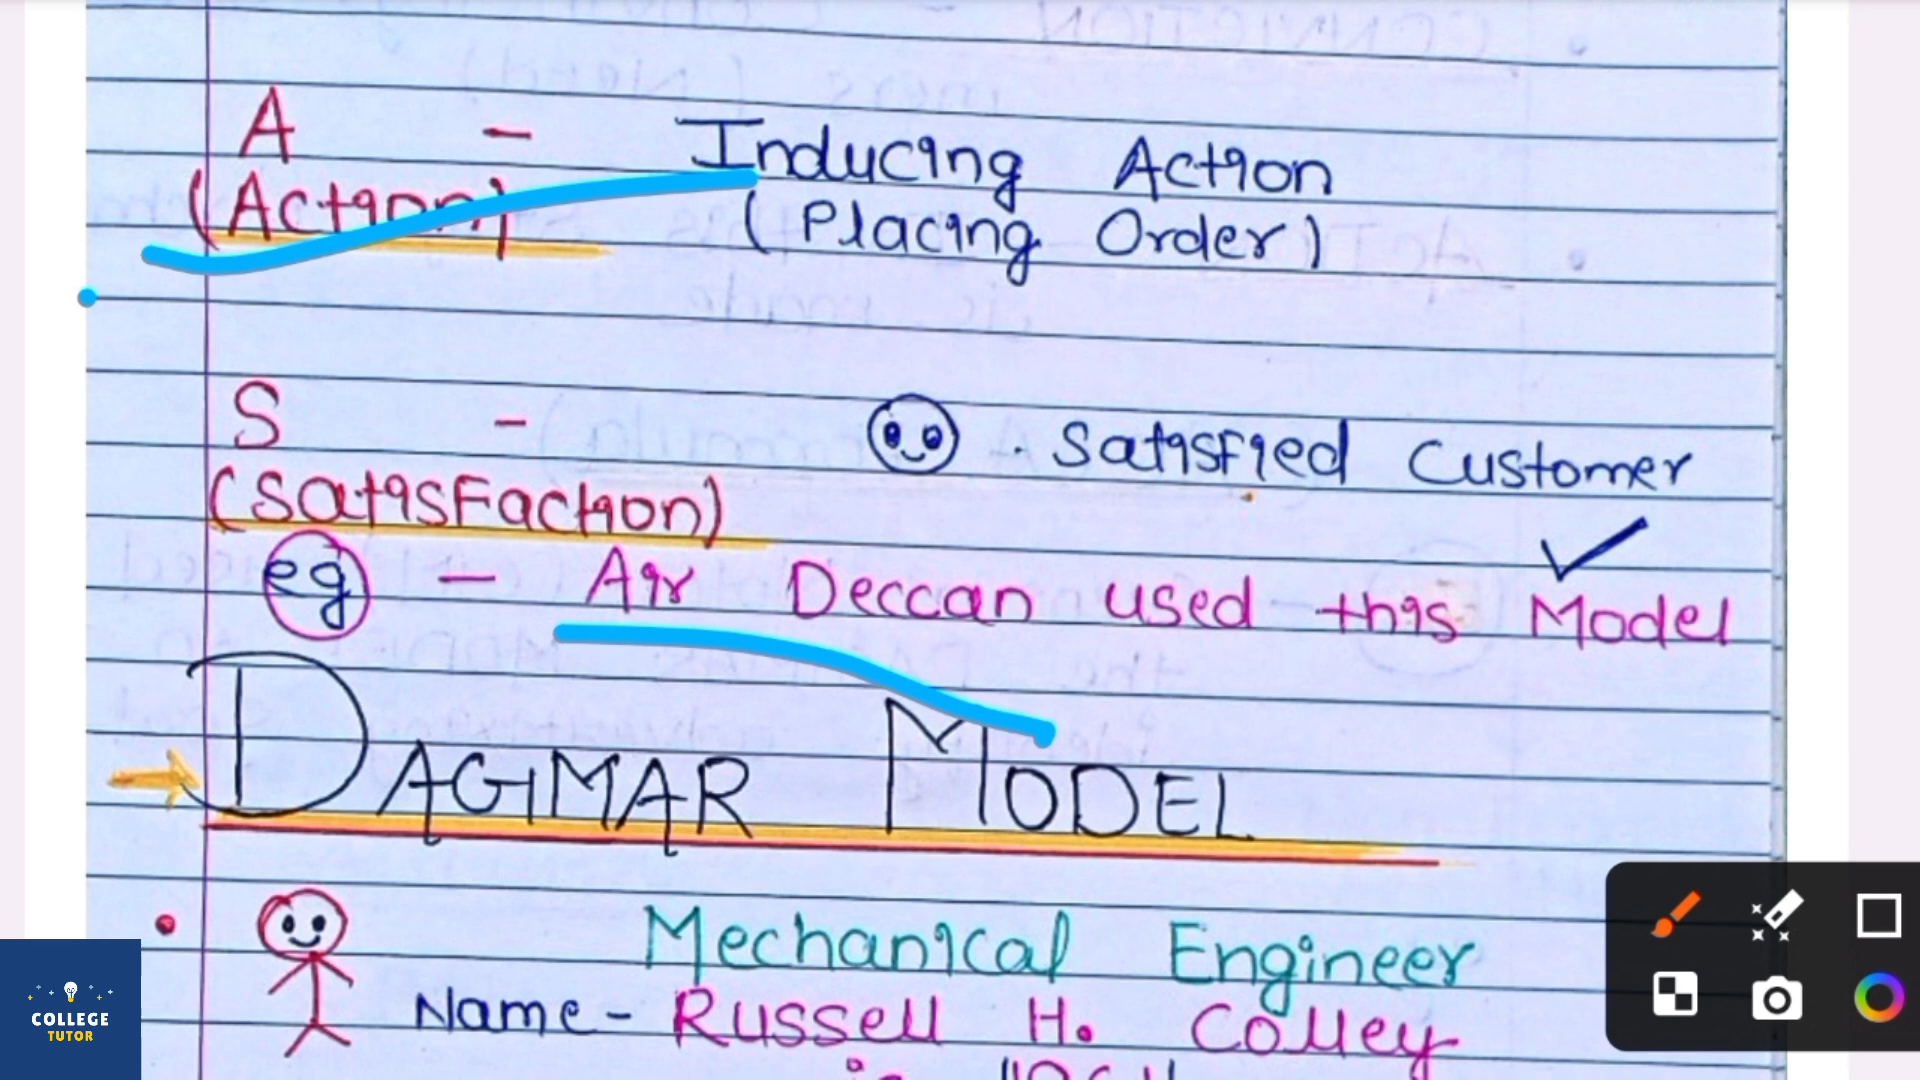 A - Inducing Action
(Action) (Placing Order)
S - . Satisfied Customer
(Satisfaction)
eg - Air Deccan used this Model
DAGMAR MODEL
Mechanical Engineer
Name - Russell H. Colley
COLLEGE
TUTOR